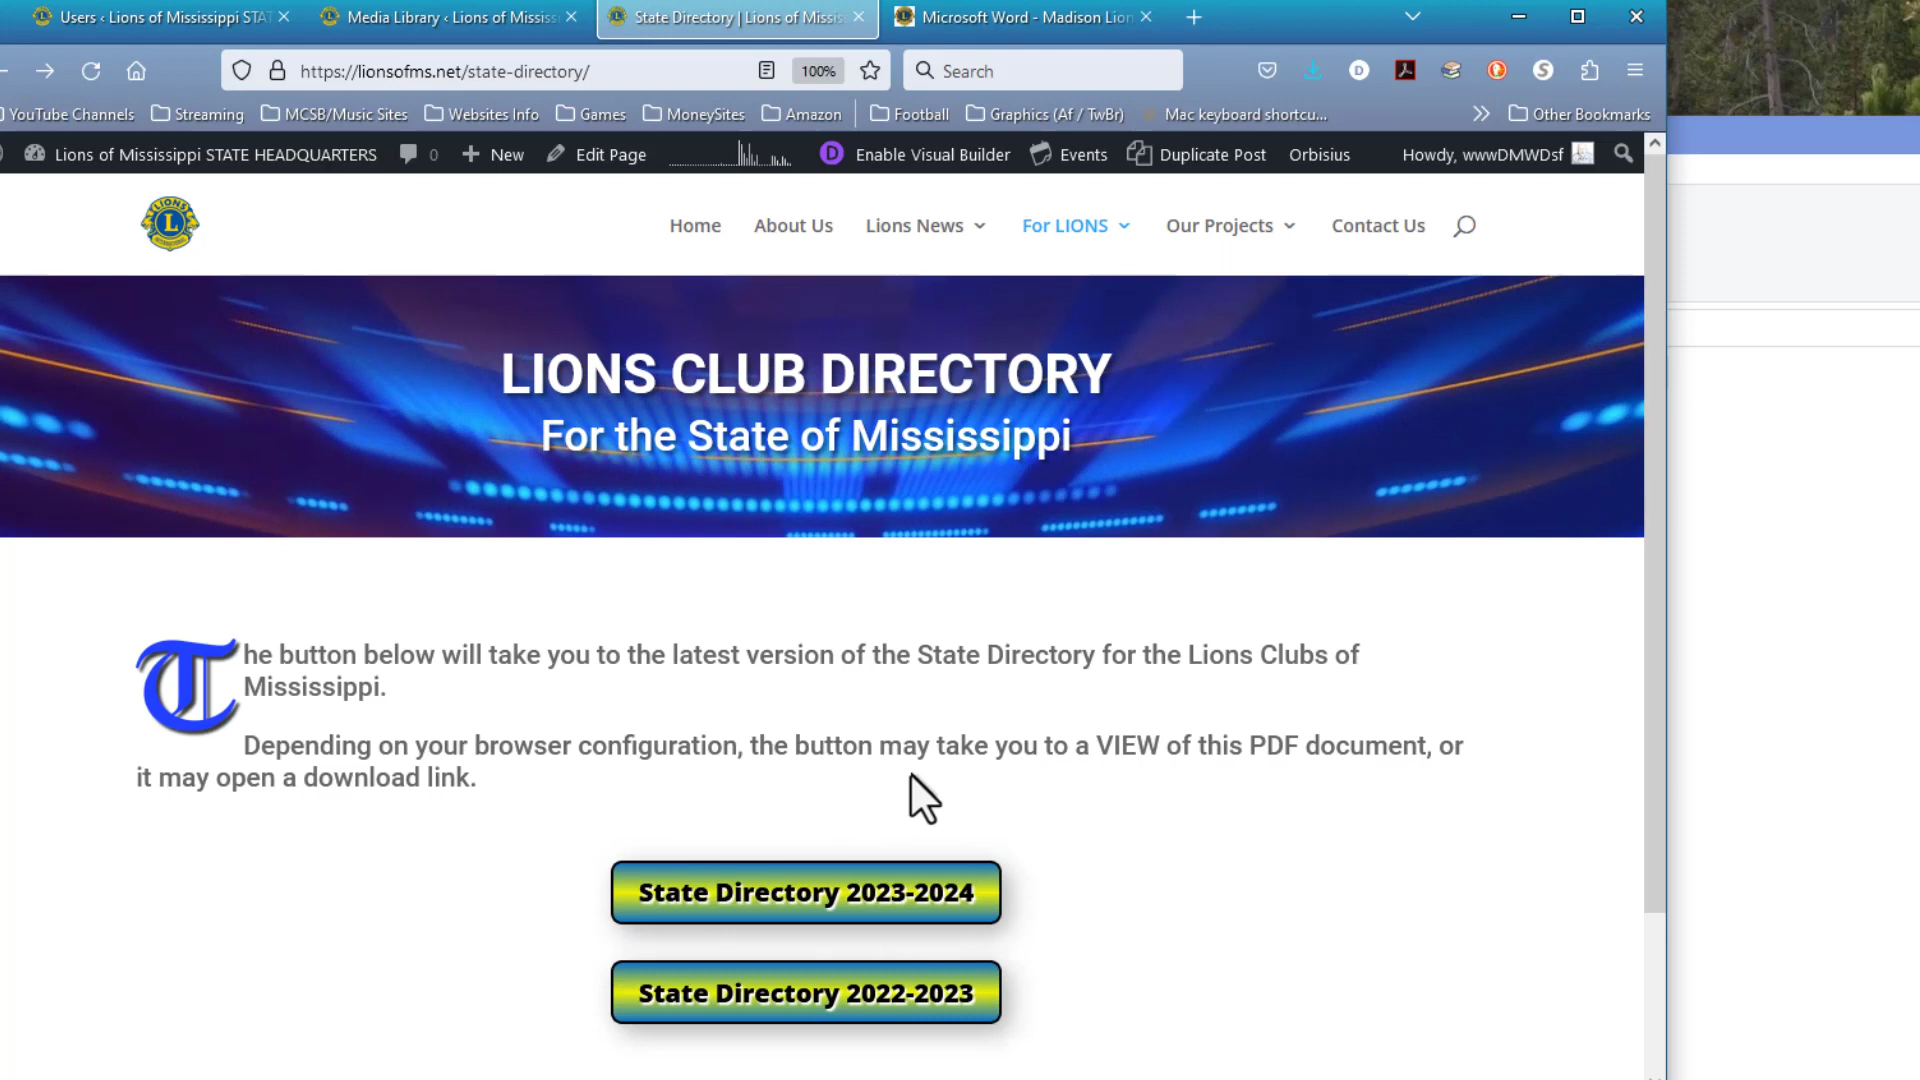 Users ‹ Lions of Mississippi STAT
Media Library ‹ Lions of Mississi
State Directory | Lions of Missis
Microsoft Word - Madison Lion
https://lionsofms.net/state-directory/
100%
Search
YouTube Channels
Streaming
MCSB/Music Sites
Websites Info
Games
MoneySites
Amazon
Football
Graphics (Af / TwBr)
Mac keyboard shortcu...
Other Bookmarks
Lions of Mississippi STATE HEADQUARTERS
0
New
Edit Page
Enable Visual Builder
Events
Duplicate Post
Orbisius
Howdy, wwwDMWDsf
LIONS
L
INTERNATIONAL
Home
About Us
Lions News
For LIONS
Our Projects
Contact Us
LIONS CLUB DIRECTORY
For the State of Mississippi
The button below will take you to the latest version of the State Directory for the Lions Clubs of
Mississippi.
Depending on your browser configuration, the button may take you to a VIEW of this PDF document, or
it may open a download link.
State Directory 2023-2024
State Directory 2022-2023